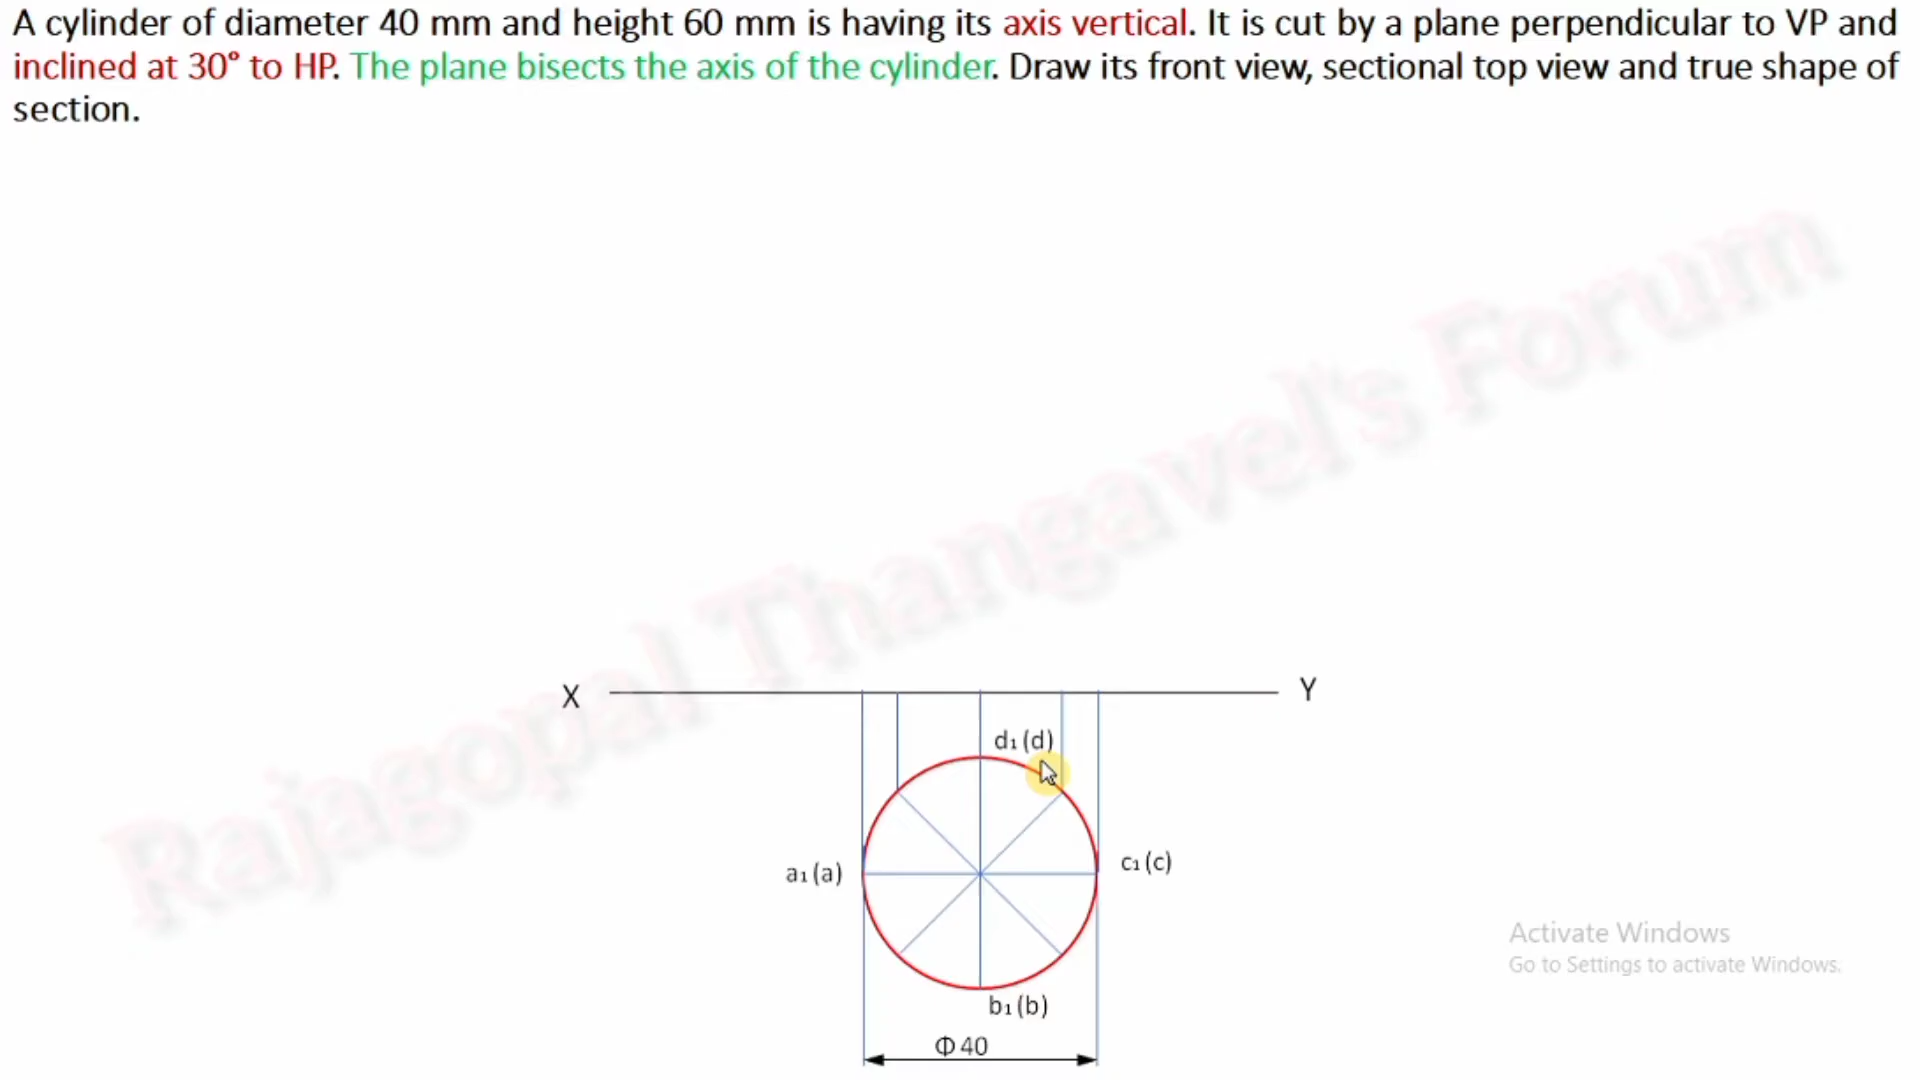 A cylinder of diameter 40 mm and height 60 mm is having its axis vertical. It is cut by a plane perpendicular to VP and
inclined at 30° to HP. The plane bisects the axis of the cylinder. Draw its front view, sectional top view and true shape of
section.
Rajagopal Thangavel's Forum
X
Y
d₁ (d)
a₁ (a)
c₁ (c)
b₁ (b)
Φ 40
Activate Windows
Go to Settings to activate Windows.